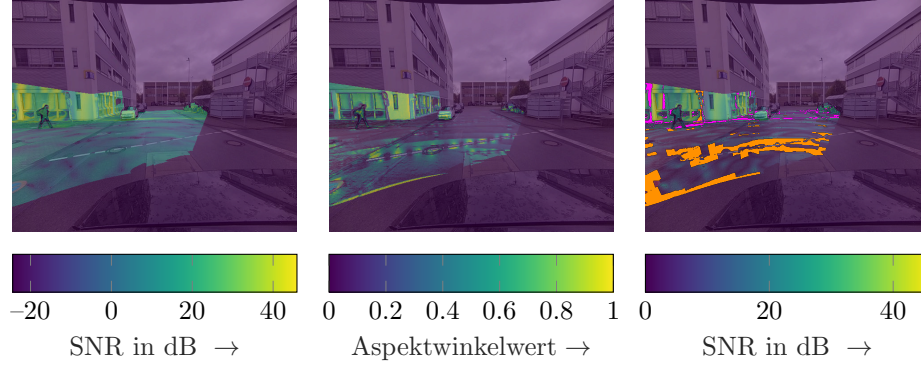 −20 0 20 40
SNR in dB →
0 0.2 0.4 0.6 0.8 1
Aspektwinkelwert →
0 20 40
SNR in dB →